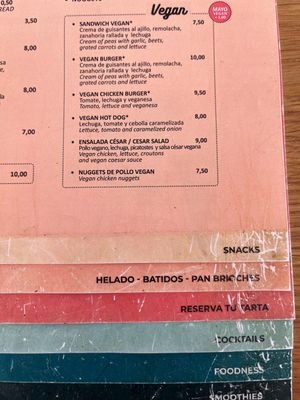 0,50
READ
NUGGETS
3,50
8,00
8,00
7,00
10,00
Vegan
MAYO
VEGANA
+ 1,00
SANDWICH VEGAN* 7,50
Crema de guisantes al ajillo, remolacha,
zanahoria rallada y lechuga
Cream of peas with garlic, beets,
grated carrots and lettuce
VEGAN BURGER* 10,00
Crema de guisantes al ajillo, remolacha,
zanahoria rallada y lechuga
Cream of peas with garlic, beets,
grated carrots and lettuce
VEGAN CHICKEN BURGER* 9,50
Tomate, lechuga y veganesa
Tomato, lettuce and veganesa
VEGAN HOT DOG* 8,00
Lechuga, tomate y cebolla caramelizada
Lettuce, tomato and caramelized onion
ENSALADA CÉSAR / CESAR SALAD 9,00
Pollo vegano, lechuga, picatostes y salsa césar vegana
Vegan chicken, lettuce, croutons
and vegan caesar sauce
NUGGETS DE POLLO VEGAN 7,50
Vegan chicken nuggets
SNACKS
HELADO - BATIDOS - PAN BRIOCHES
RESERVA TU TARTA
COCKTAILS
FOODNESS
SMOOTHIES